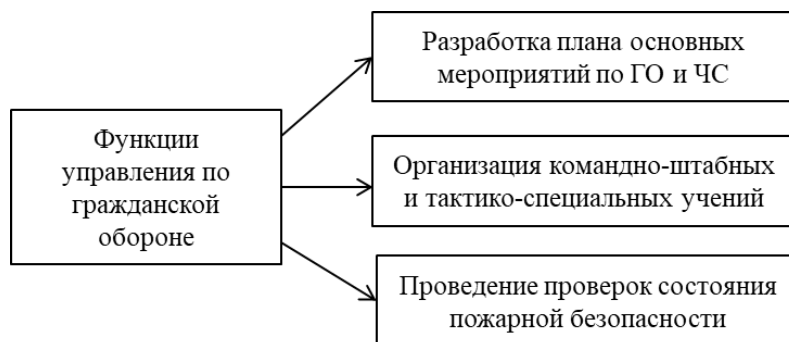 Функции
управления по
гражданской
обороне
Разработка плана основных
мероприятий по ГО и ЧС
Организация командно-штабных
и тактико-специальных учений
Проведение проверок состояния
пожарной безопасности